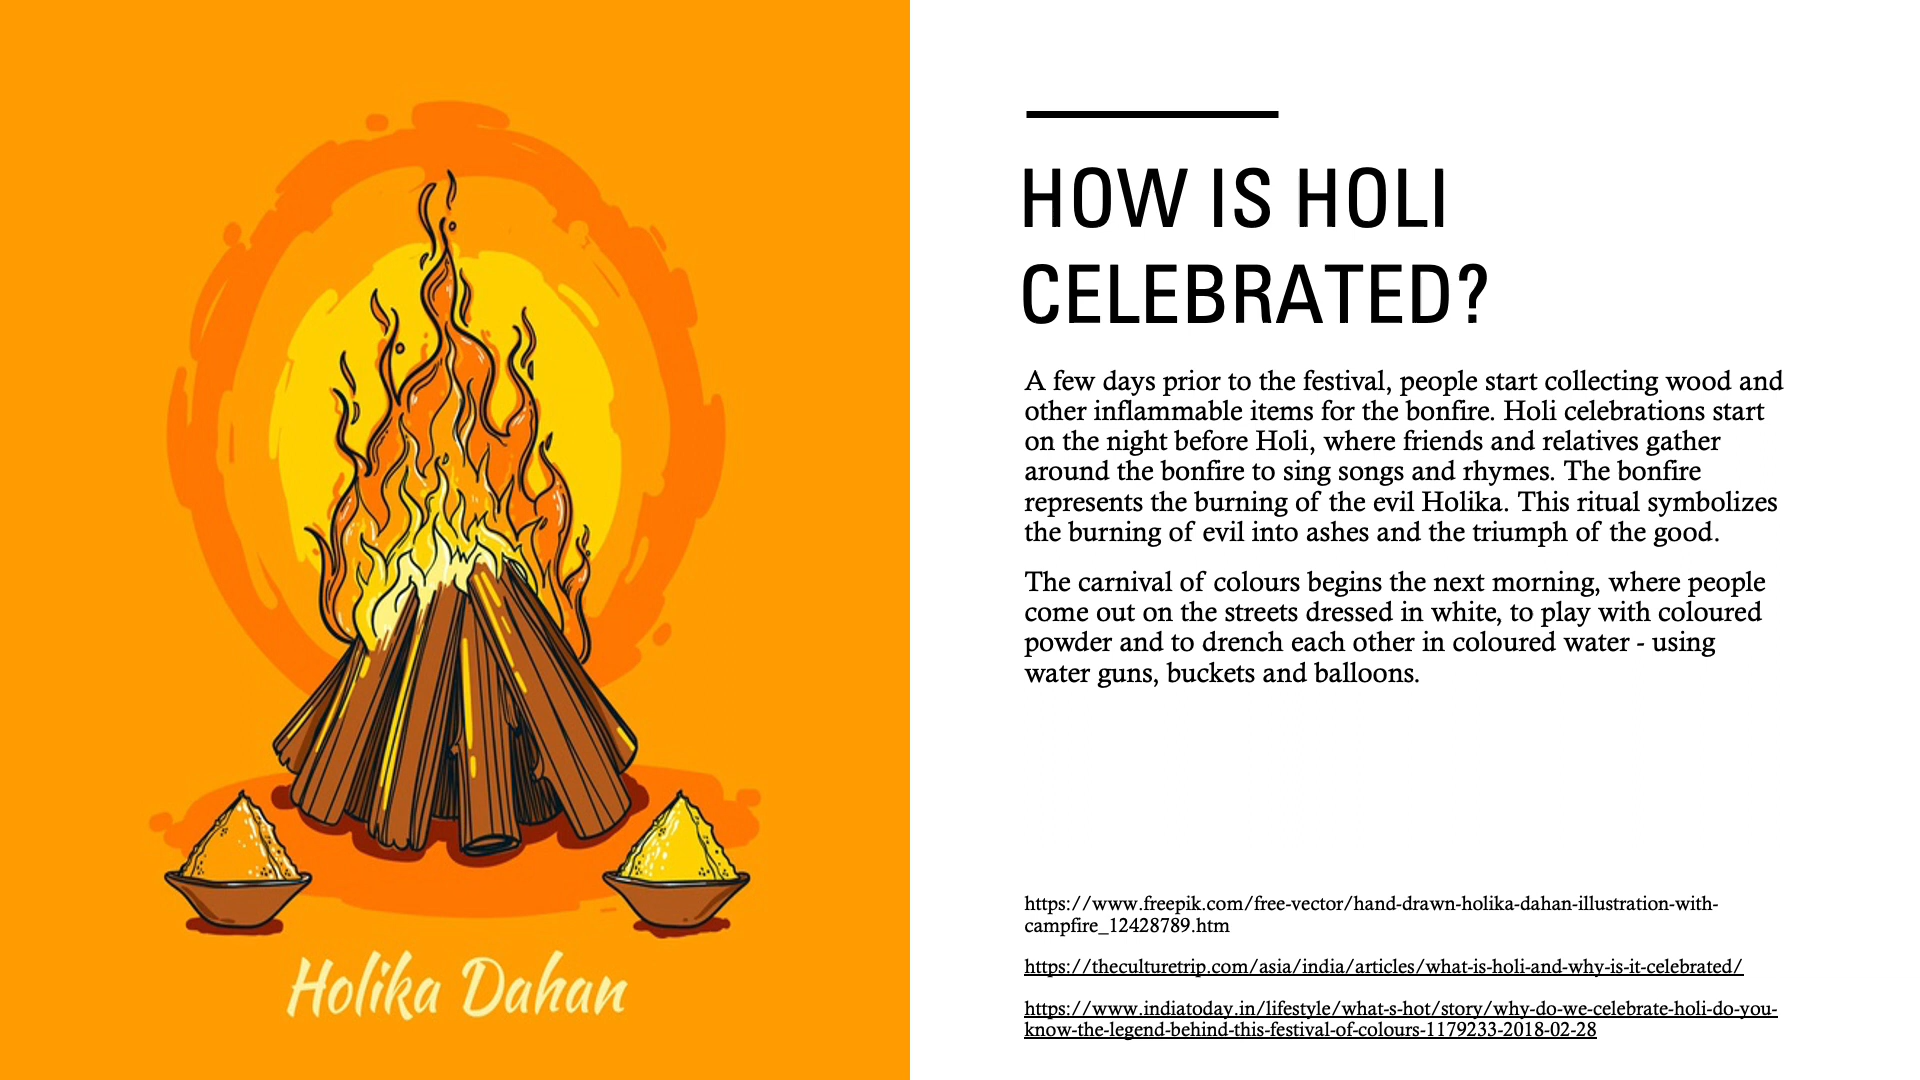 Holika Dahan
HOW IS HOLI
CELEBRATED?
A few days prior to the festival, people start collecting wood and
other inflammable items for the bonfire. Holi celebrations start
on the night before Holi, where friends and relatives gather
around the bonfire to sing songs and rhymes. The bonfire
represents the burning of the evil Holika. This ritual symbolizes
the burning of evil into ashes and the triumph of the good.
The carnival of colours begins the next morning, where people
come out on the streets dressed in white, to play with coloured
powder and to drench each other in coloured water - using
water guns, buckets and balloons.
https://www.freepik.com/free-vector/hand-drawn-holika-dahan-illustration-with-
campfire_12428789.htm
https://theculturetrip.com/asia/india/articles/what-is-holi-and-why-is-it-celebrated/
https://www.indiatoday.in/lifestyle/what-s-hot/story/why-do-we-celebrate-holi-do-you-
know-the-legend-behind-this-festival-of-colours-1179233-2018-02-28